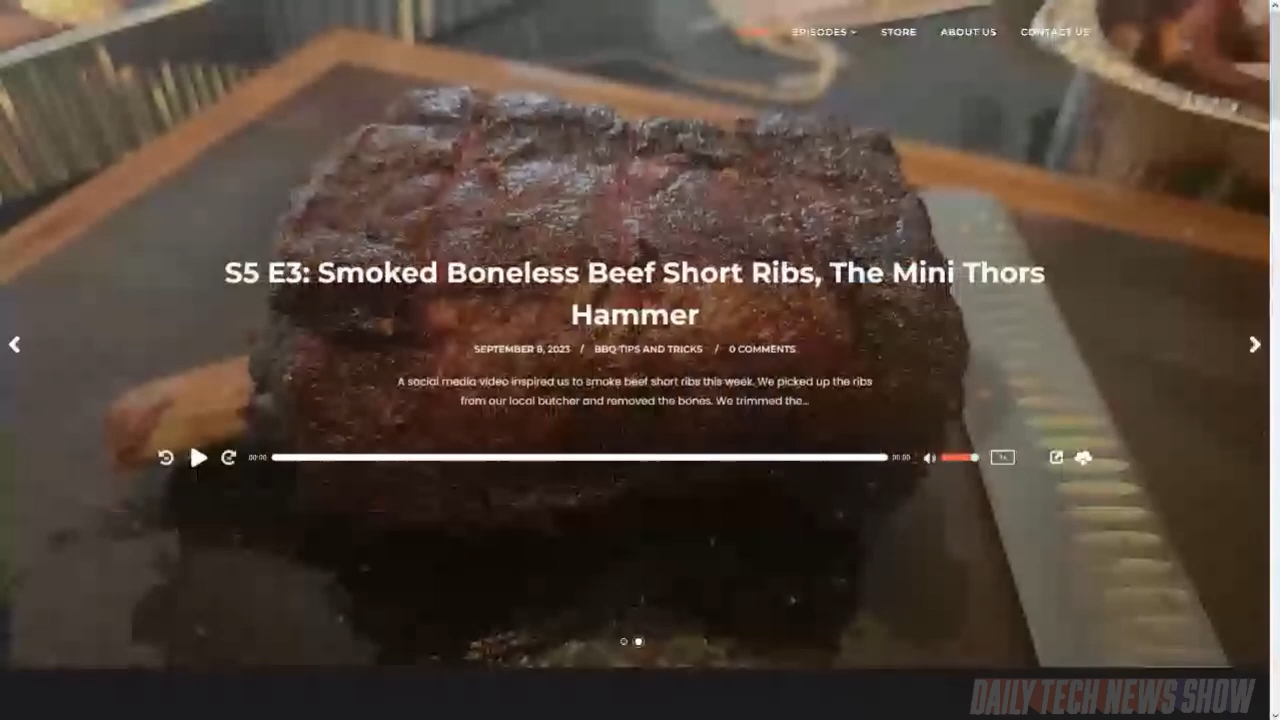 EPISODES STORE ABOUT US CONTACT US
S5 E3: Smoked Boneless Beef Short Ribs, The Mini Thors
Hammer
SEPTEMBER 8, 2023 / BBQ TIPS AND TRICKS / 0 COMMENTS
A social media video inspired us to smoke beef short ribs this week. We picked up the ribs
from our local butcher and removed the bones. We trimmed the...
00:00 00:00
DAILY TECH NEWS SHOW